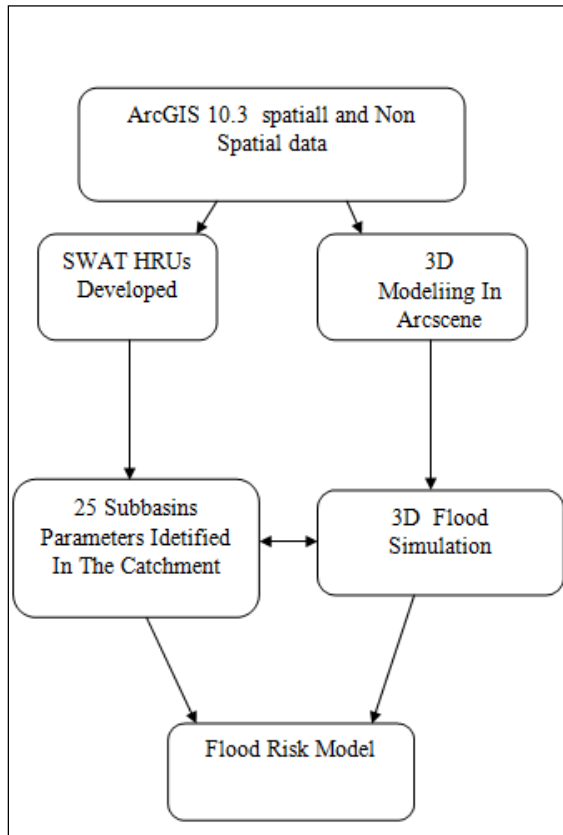 ArcGIS 10.3 spatiall and Non
Spatial data
SWAT HRUs
Developed
3D
Modeliing In
Arcscene
25 Subbasins
Parameters Idetified
In The Catchment
3D Flood
Simulation
Flood Risk Model